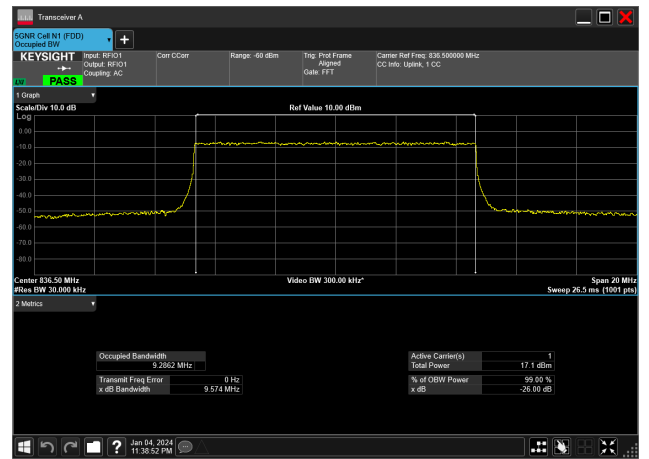 Transceiver A
5GNR Cell N1 (FDD)
Occupied BW
KEYSIGHT
Input: RFIO1
Output: RFIO1
Coupling: AC
Corr CCorr
Range: -60 dBm
Trig: Prot Frame
Aligned
Gate: FFT
Carrier Ref Freq: 836.500000 MHz
CC Info: Uplink, 1 CC
LW
PASS
1 Graph
Scale/Div 10.0 dB
Ref Value 10.00 dBm
Log
0.00
-10.0
-20.0
-30.0
-40.0
-50.0
-60.0
-70.0
-80.0
Center 836.50 MHz
Video BW 300.00 kHz*
Span 20 MHz
#Res BW 30.000 kHz
Sweep 26.5 ms (1001 pts)
2 Metrics
Occupied Bandwidth
9.2862 MHz
Transmit Freq Error 0 Hz
x dB Bandwidth 9.574 MHz
Active Carrier(s) 1
Total Power 17.1 dBm
% of OBW Power 99.00 %
x dB -26.00 dB
?
Jan 04, 2024
11:38:52 PM